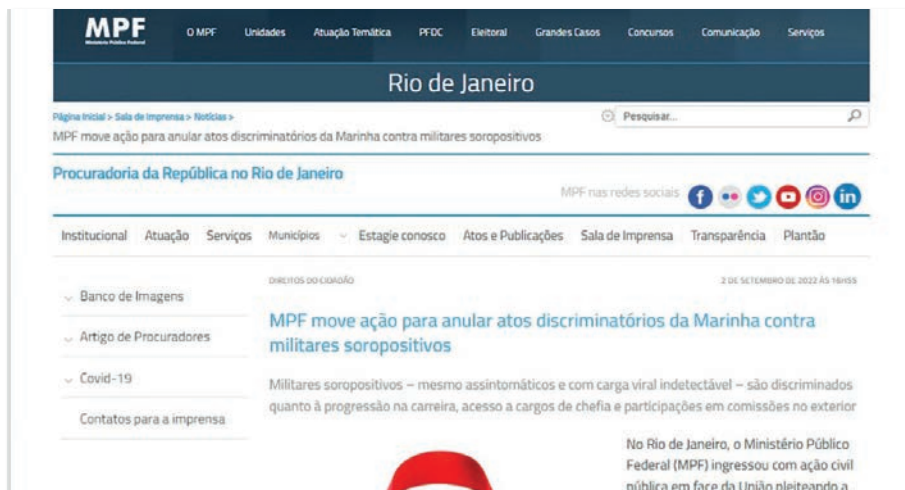 MPF
Ministério Público Federal
O MPF Unidades Atuação Temática PFDC Eleitoral Grandes Casos Concursos Comunicação Serviços
Rio de Janeiro
Página Inicial > Sala de Imprensa > Notícias >
Pesquisar...
MPF move ação para anular atos discriminatórios da Marinha contra militares soropositivos
Procuradoria da República no Rio de Janeiro
MPF nas redes sociais
Institucional Atuação Serviços Municípios Estagie conosco Atos e Publicações Sala de Imprensa Transparência Plantão
Banco de Imagens
Artigo de Procuradores
Covid-19
Contatos para a imprensa
DIREITOS DO CIDADÃO
2 DE SETEMBRO DE 2022 ÀS 16H55
MPF move ação para anular atos discriminatórios da Marinha contra
militares soropositivos
Militares soropositivos – mesmo assintomáticos e com carga viral indetectável – são discriminados
quanto à progressão na carreira, acesso a cargos de chefia e participações em comissões no exterior
No Rio de Janeiro, o Ministério Público
Federal (MPF) ingressou com ação civil
pública em face da União pleiteando a